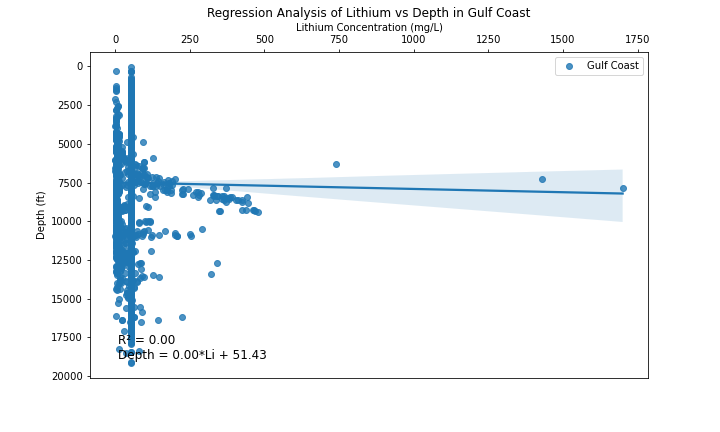 Regression Analysis of Lithium vs Depth in Gulf Coast
Lithium Concentration (mg/L)
0 250 500 750 1000 1250 1500 1750
Gulf Coast
0
2500
5000
7500
10000
12500
15000
17500
20000
Depth (ft)
R² = 0.00
Depth = 0.00*Li + 51.43